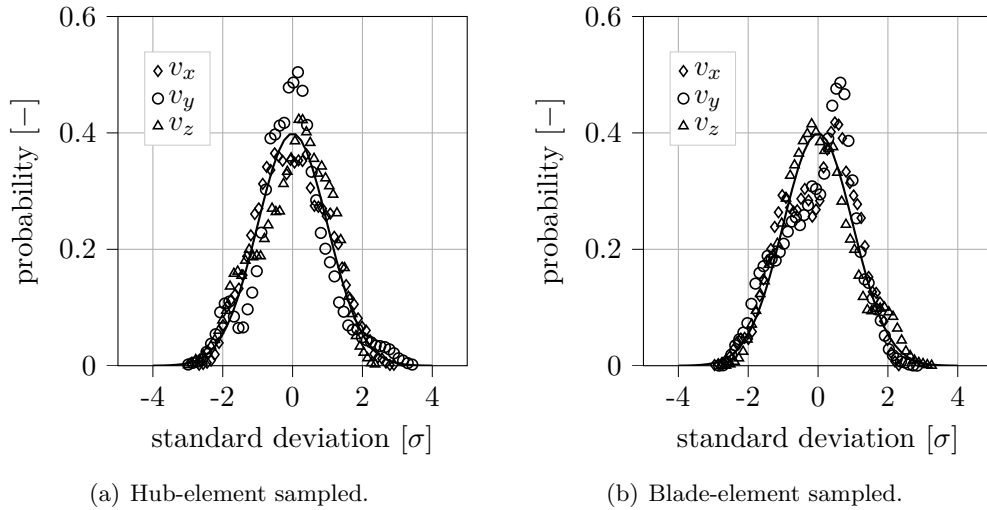 0.6
0.4
0.2
0
probability [−]
v_x
v_y
v_z
-4 -2 0 2 4
standard deviation [σ]
(a) Hub-element sampled.
0.6
0.4
0.2
0
probability [−]
v_x
v_y
v_z
-4 -2 0 2 4
standard deviation [σ]
(b) Blade-element sampled.